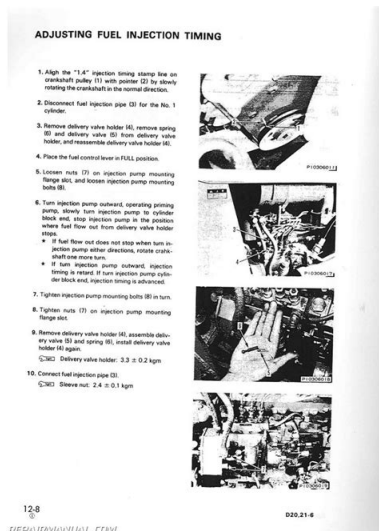 ADJUSTING FUEL INJECTION TIMING
1. Aligh the "1.4" injection timing stamp line on
crankshaft pulley (1) with pointer (2) by slowly
rotating the crankshaft in the normal direction.
2. Disconnect fuel injection pipe (3) for the No. 1
cylinder.
3. Remove delivery valve holder (4), remove spring
(6) and delivery valve (5) from delivery valve
holder, and reassemble delivery valve holder (4).
4. Place the fuel control lever in FULL position.
5. Loosen nuts (7) on injection pump mounting
flange slot, and loosen injection pump mounting
bolts (8).
6. Turn injection pump outward, operating priming
pump, slowly turn injection pump to cylinder
block end, stop injection pump in the position
where fuel flow out from delivery valve holder
stops.
* If fuel flow out does not stop when turn in-
jection pump either directions, rotate crahk-
shaft one more turn.
* If turn injection pump outward, injection
timing is retard. If turn injection pump cylin-
der block end, injection timing is advanced.
7. Tighten injection pump mounting bolts (8) in turn.
8. Tighten nuts (7) on injection pump mounting
flange slot.
9. Remove delivery valve holder (4), assemble deliv-
ery valve (5) and spring (6), install delivery valve
holder (4) again.
Delivery valve holder: 3.3 ± 0.2 kgm
10. Connect fuel injection pipe (3).
Sleeve nut: 2.4 ± 0.1 kgm
12-8
D20,21-6
REPAIRMANUAL.COM